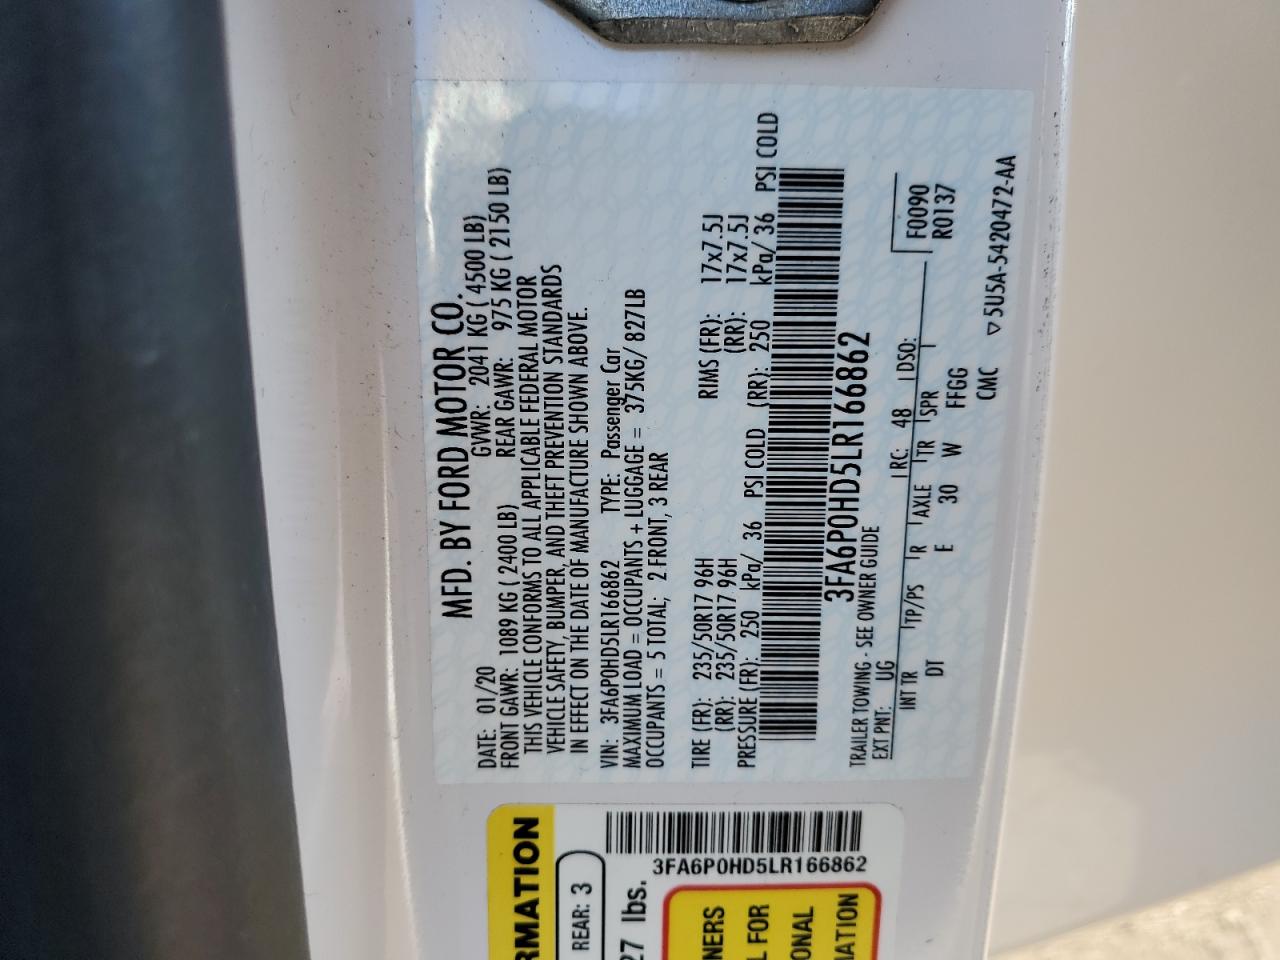 MFD. BY FORD MOTOR CO.
DATE: 01/20 GVWR: 2041 KG ( 4500 LB)
FRONT GAWR: 1089 KG ( 2400 LB) REAR GAWR: 975 KG ( 2150 LB)
THIS VEHICLE CONFORMS TO ALL APPLICABLE FEDERAL MOTOR
VEHICLE SAFETY, BUMPER, AND THEFT PREVENTION STANDARDS
IN EFFECT ON THE DATE OF MANUFACTURE SHOWN ABOVE.
VIN: 3FA6P0HD5LR166862 TYPE: Passenger Car
MAXIMUM LOAD = OCCUPANTS + LUGGAGE = 375KG/ 827LB
OCCUPANTS = 5 TOTAL, 2 FRONT, 3 REAR
TIRE (FR): 235/50R17 96H RIMS (FR): 17x7.5J
(RR): 235/50R17 96H (RR): 17x7.5J
PRESSURE (FR): 250 kPa/ 36 PSI COLD (RR): 250 kPa/ 36 PSI COLD
3FA6P0HD5LR166862
TRAILER TOWING - SEE OWNER GUIDE
EXT PNT: UG RC: 48 DSO:
F0090
R0137
INT TR TP/PS R AXLE TR SPR
DT E 30 W FFGG
CMC ▽ 5U5A-5420472-AA
RMATION
REAR: 3
27 lbs.
3FA6P0HD5LR166862
NERS
L FOR
ONAL
MATION